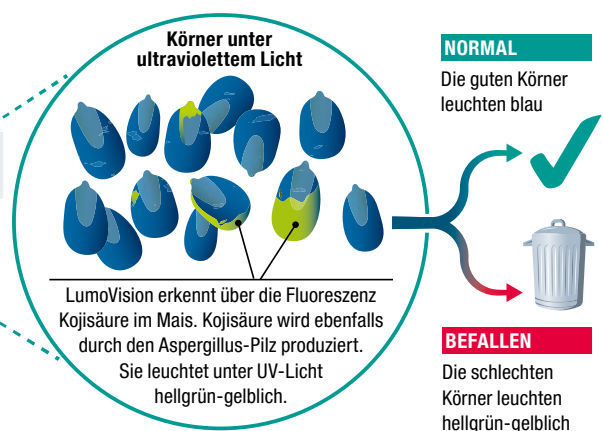 Körner unter
ultraviolettem Licht
LumoVision erkennt über die Fluoreszenz
Kojisäure im Mais. Kojisäure wird ebenfalls
durch den Aspergillus-Pilz produziert.
Sie leuchtet unter UV-Licht
hellgrün-gelblich.
NORMAL
Die guten Körner
leuchten blau
BEFALLEN
Die schlechten
Körner leuchten
hellgrün-gelblich